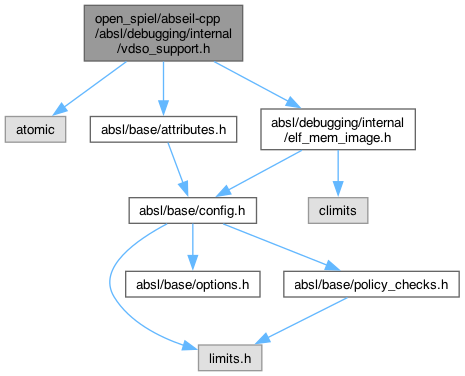 open_spiel/abseil-cpp
/absl/debugging/internal
/vdso_support.h
atomic
absl/base/attributes.h
absl/debugging/internal
/elf_mem_image.h
absl/base/config.h
climits
absl/base/options.h
absl/base/policy_checks.h
limits.h